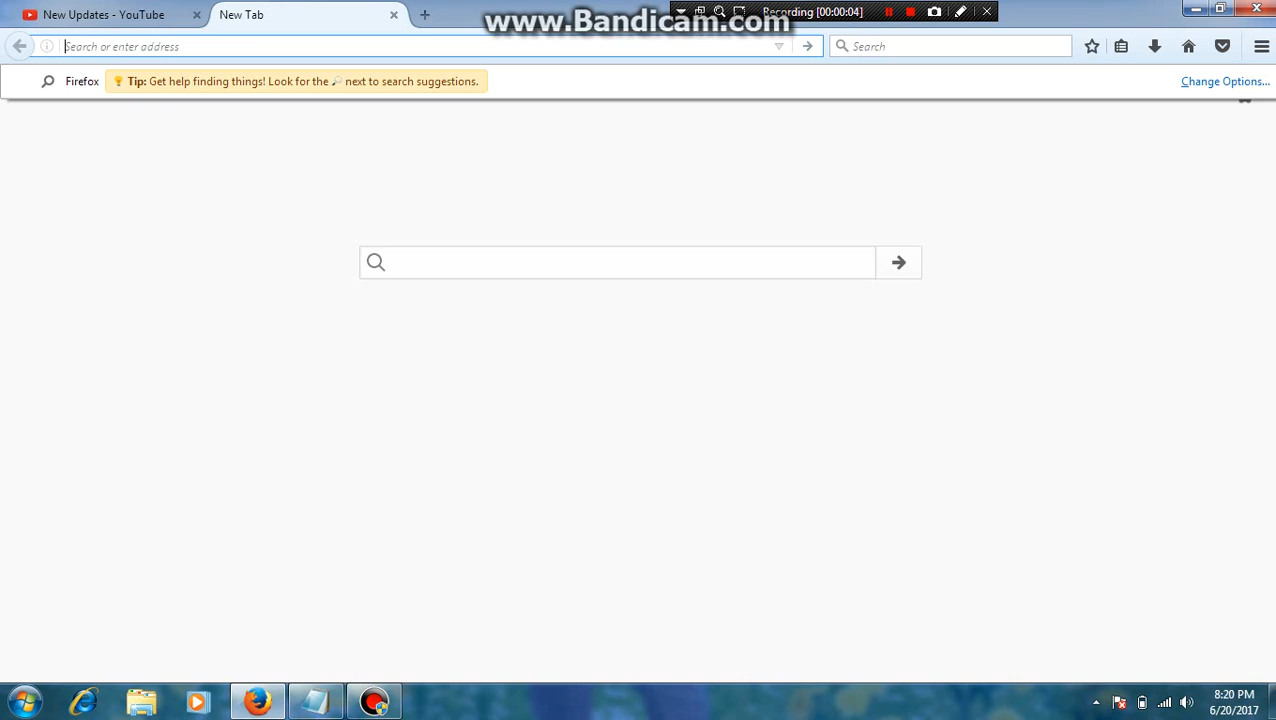 New Updates - YouTube
New Tab
www.Bandicam.com
Recording [00:00:04]
Search or enter address
Search
Firefox
Tip: Get help finding things! Look for the next to search suggestions.
Change Options...
8:20 PM
6/20/2017